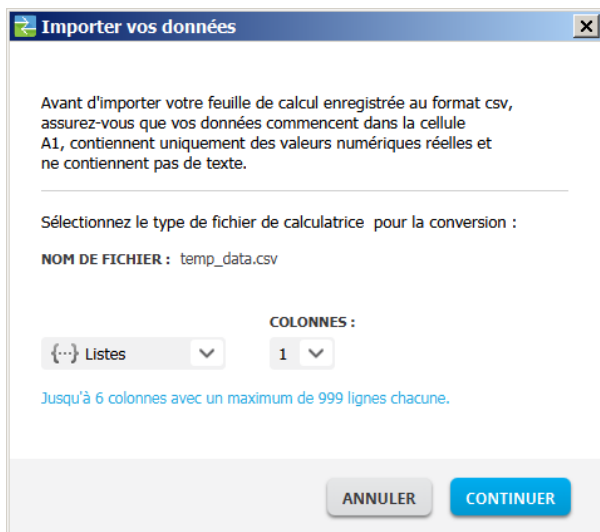 Importer vos données
Avant d'importer votre feuille de calcul enregistrée au format csv,
assurez-vous que vos données commencent dans la cellule
A1, contiennent uniquement des valeurs numériques réelles et
ne contiennent pas de texte.
Sélectionnez le type de fichier de calculatrice pour la conversion :
NOM DE FICHIER : temp_data.csv
COLONNES :
{···} Listes 1
Jusqu'à 6 colonnes avec un maximum de 999 lignes chacune.
ANNULER CONTINUER